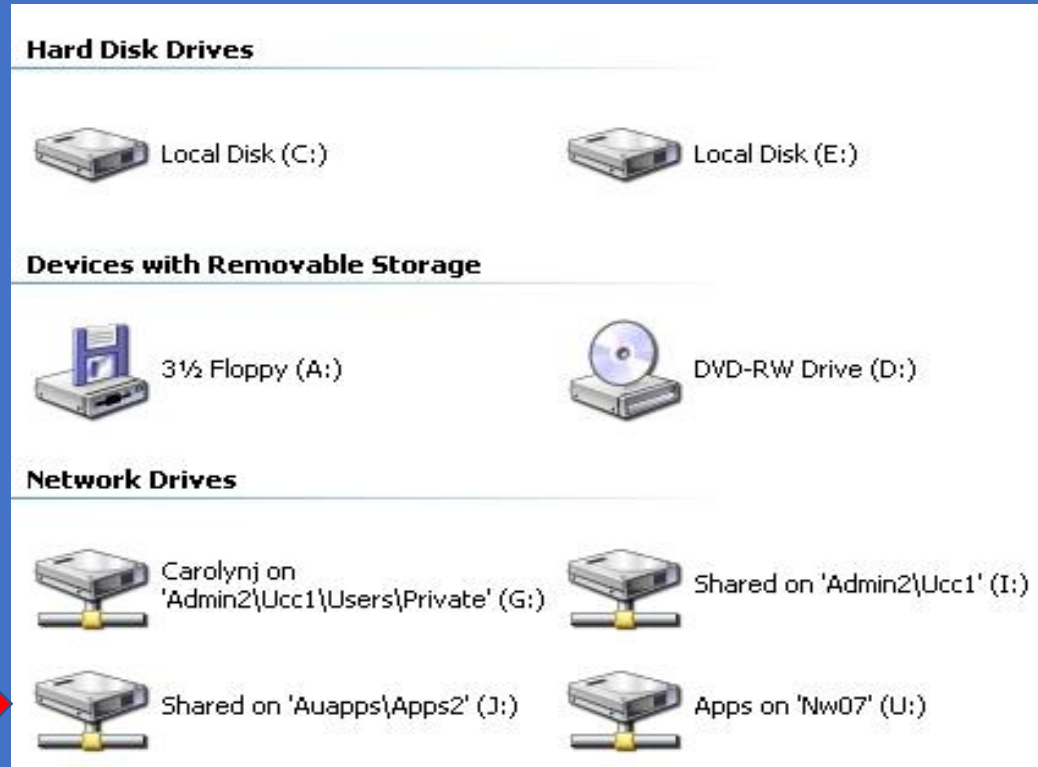 Hard Disk Drives
Local Disk (C:)
Local Disk (E:)
Devices with Removable Storage
3½ Floppy (A:)
DVD-RW Drive (D:)
Network Drives
Carolynj on
'Admin2\Ucc1\Users\Private' (G:)
Shared on 'Admin2\Ucc1' (I:)
Shared on 'Auapps\Apps2' (J:)
Apps on 'Nw07' (U:)